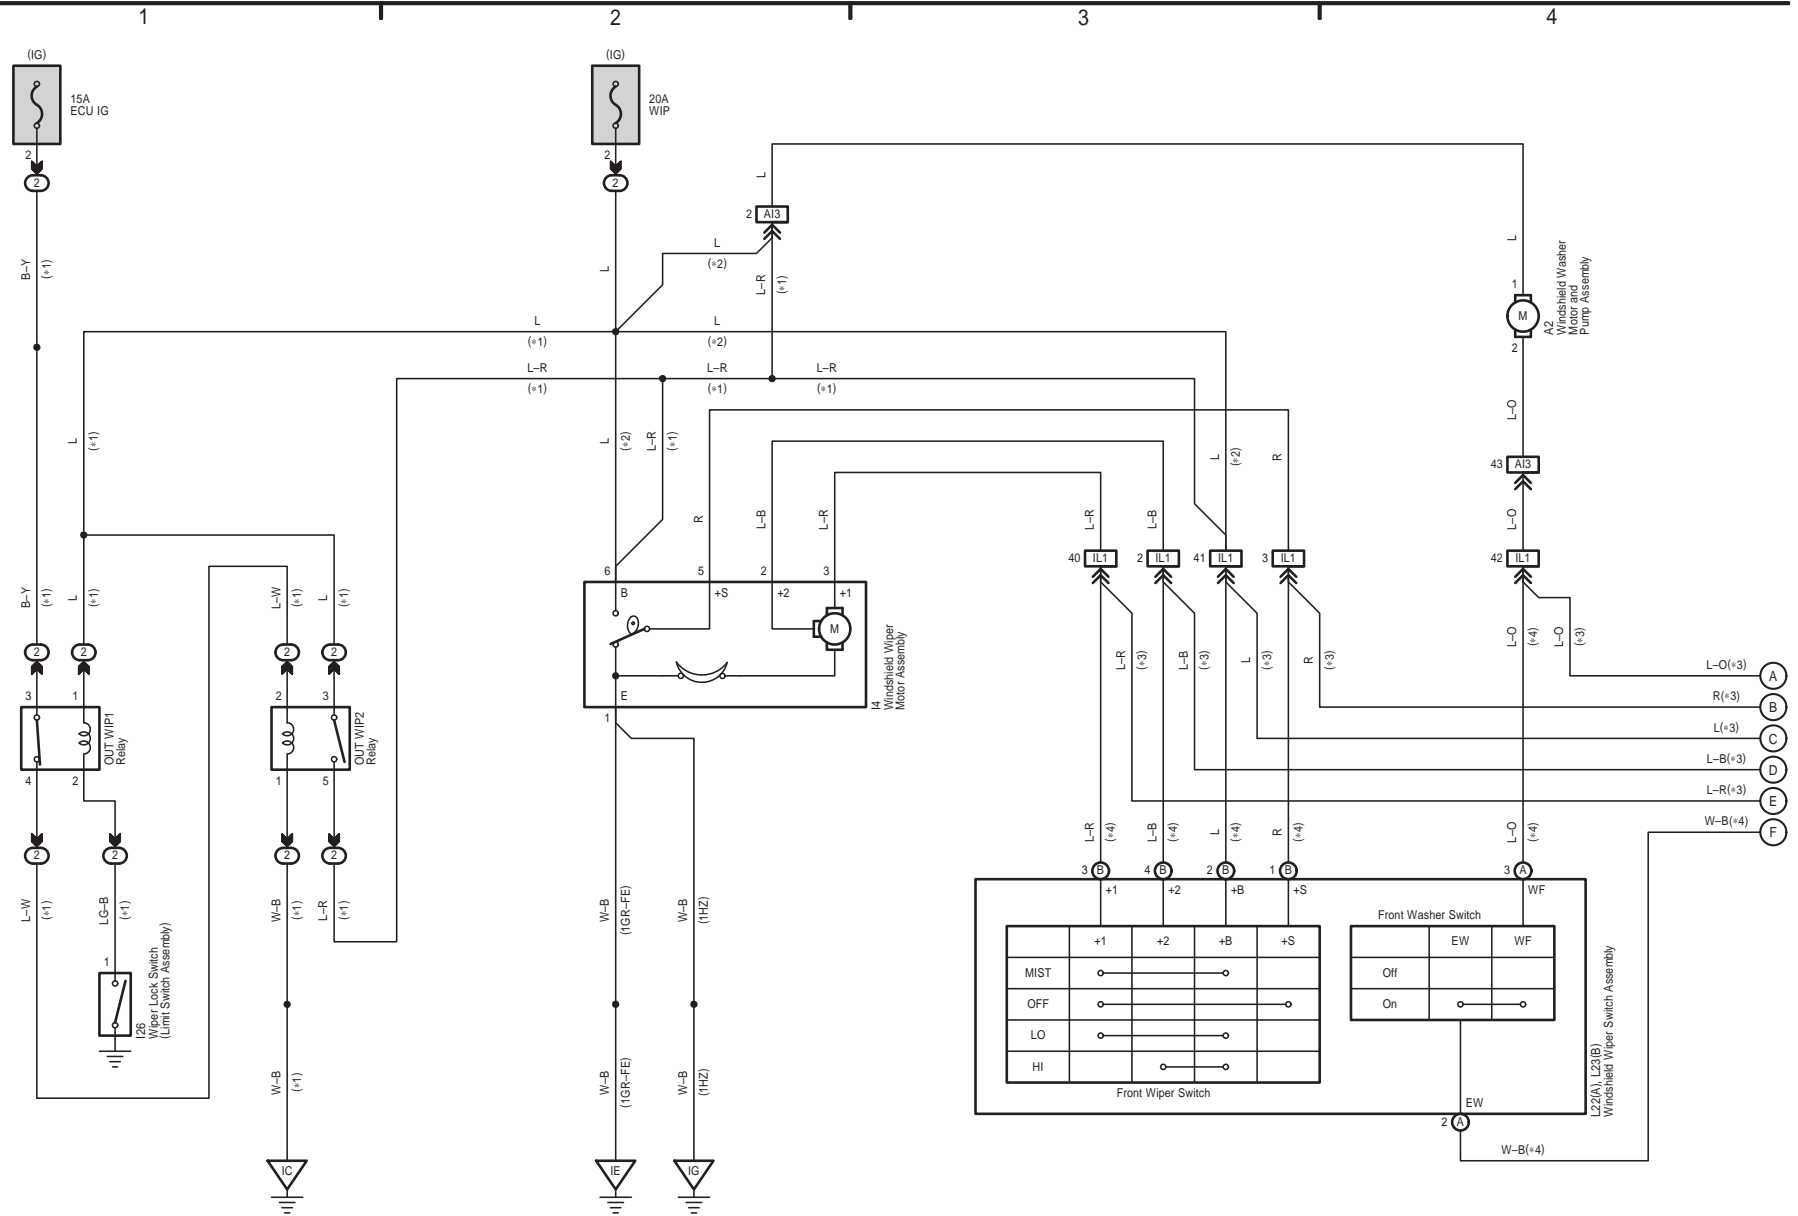 1
2
3
4
(IG)
15A
ECU IG
2
2
(IG)
20A
WIP
2
2
L
2
AI3
L
(∗2)
L–R
(∗1)
B–Y
(∗1)
L
L
1
M
2
A2
Windshield Washer
Motor and
Pump Assembly
L
(∗1)
L
(∗2)
L–R
(∗1)
L–R
(∗1)
L–R
(∗1)
L
(∗1)
L
(∗2)
L–R
(∗1)
L
(∗2)
R
L–O
43
AI3
R
L–B
L–R
L–R
L–B
L–O
40
IL1
2
IL1
41
IL1
3
IL1
42
IL1
B–Y
(∗1)
L
(∗1)
L–W
(∗1)
L
(∗1)
6
5
2
3
B
+S
+2
+1
M
E
1
I4
Windshield Wiper
Motor Assembly
2
2
2
2
3
1
2
3
OUT WIP1
Relay
OUT WIP2
Relay
4
2
1
5
2
2
2
2
L–R
(∗3)
L–B
(∗3)
L
(∗3)
R
(∗3)
L–O
(∗4)
L–O
(∗3)
L–O(∗3)
A
R(∗3)
B
L(∗3)
C
L–B(∗3)
D
L–R(∗3)
E
W–B(∗4)
F
L–R
(∗4)
L–B
(∗4)
L
(∗4)
R
(∗4)
L–O
(∗4)
3
B
4
B
2
B
1
B
3
A
+1
+2
+B
+S
WF
L–W
(∗1)
LG–B
(∗1)
W–B
(∗1)
L–R
(∗1)
W–B
(1GR–FE)
W–B
(1HZ)
1
I26
Wiper Lock Switch
(Limit Switch Assembly)
Front Washer Switch
+1
+2
+B
+S
EW
WF
MIST
Off
OFF
On
LO
HI
Front Wiper Switch
L22(A), L23(B)
Windshield Wiper Switch Assembly
W–B
(∗1)
W–B
(1GR–FE)
W–B
(1HZ)
EW
2
A
W–B(∗4)
IC
IE
IG